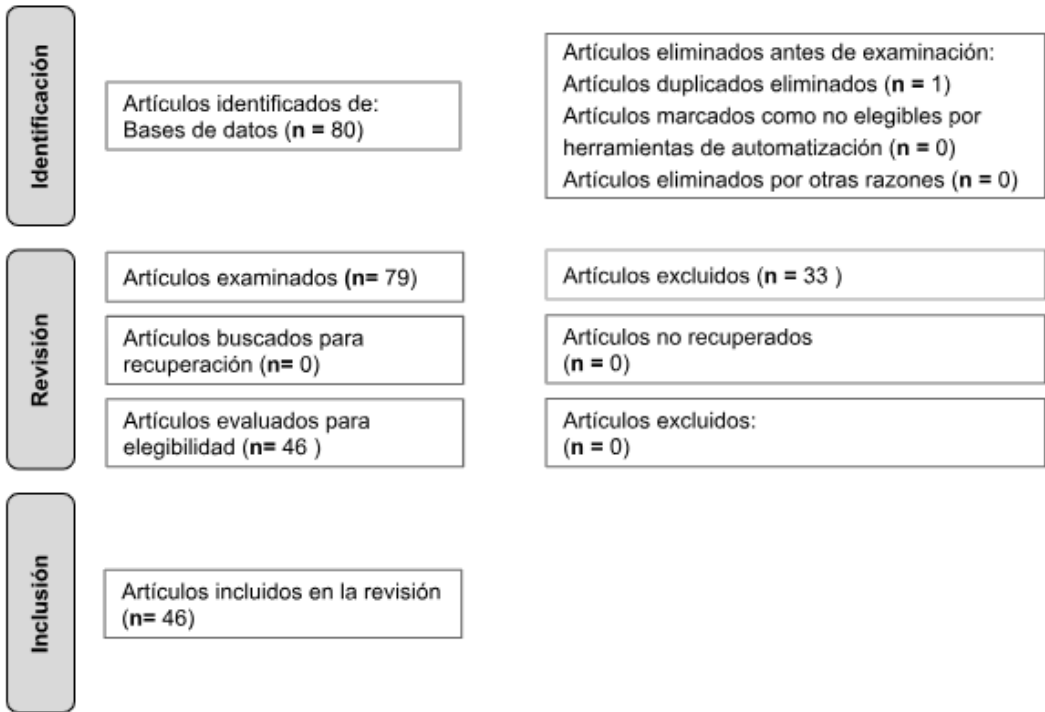 Identificación
Artículos identificados de:
Bases de datos (n = 80)
Artículos eliminados antes de examinación:
Artículos duplicados eliminados (n = 1)
Artículos marcados como no elegibles por
herramientas de automatización (n = 0)
Artículos eliminados por otras razones (n = 0)
Revisión
Artículos examinados (n= 79)
Artículos excluidos (n = 33 )
Artículos buscados para
recuperación (n= 0)
Artículos no recuperados
(n = 0)
Artículos evaluados para
elegibilidad (n= 46 )
Artículos excluidos:
(n = 0)
Inclusión
Artículos incluidos en la revisión
(n= 46)